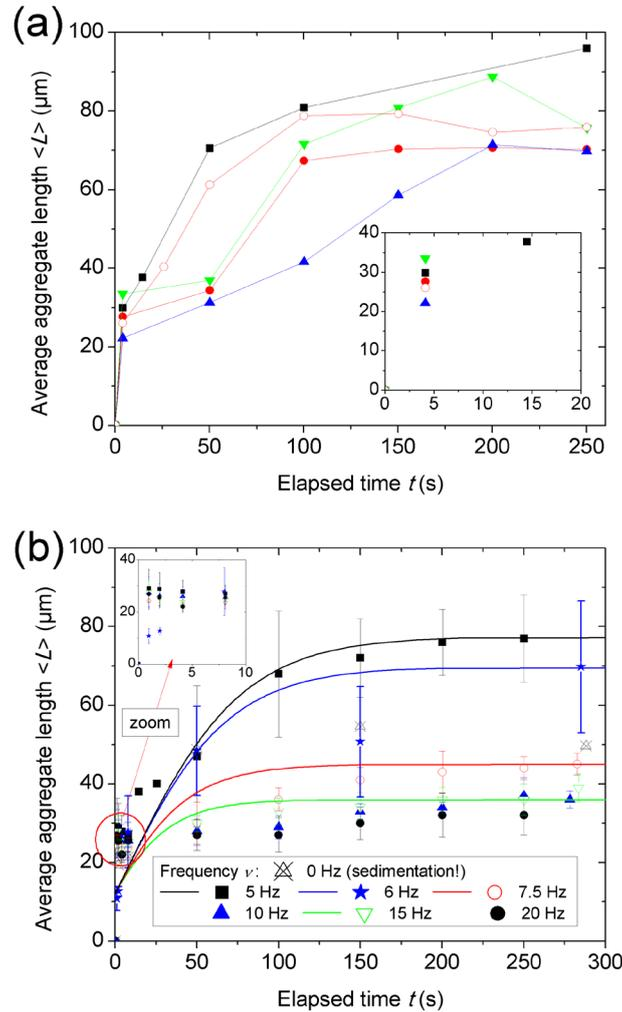 (a)
100
80
60
40
20
0
Average aggregate length <L> (µm)
40
30
20
10
0
0 5 10 15 20
0 50 100 150 200 250
Elapsed time t (s)
(b)
100
80
60
40
20
0
Average aggregate length <L> (µm)
40
20
0
0 5 10
zoom
Frequency ν: 0 Hz (sedimentation!)
5 Hz 6 Hz 7.5 Hz
10 Hz 15 Hz 20 Hz
0 50 100 150 200 250 300
Elapsed time t (s)